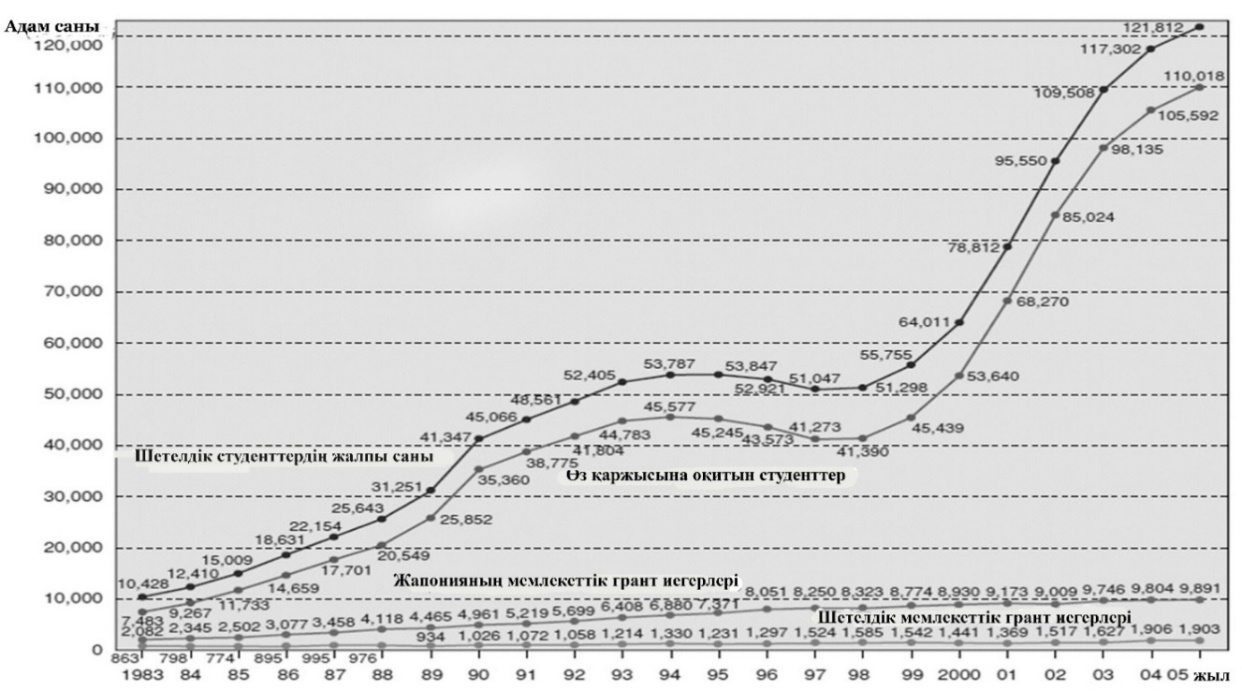 Адам саны
120,000
110,000
100,000
90,000
80,000
70,000
60,000
50,000
40,000
30,000
20,000
10,000
0
Шетелдік студенттердің жалпы саны
10,428 12,410 15,009 18,631 22,154 25,643 31,251 41,347 45,066 48,561 52,405 53,787 53,847 52,921 51,047 51,298 55,755 64,011 78,812 95,550 109,508 117,302 121,812
Өз қаржысына оқитын студенттер
7,483 9,267 11,733 14,659 17,701 20,549 25,852 35,360 38,775 41,804 44,783 45,577 45,245 43,573 41,273 41,390 45,439 53,640 68,270 85,024 98,135 105,592 110,018
Жапонияның мемлекеттік грант иегерлері
2,082 2,345 2,502 3,077 3,458 4,118 4,465 4,961 5,219 5,699 6,408 6,880 7,371 8,051 8,250 8,323 8,774 8,930 9,173 9,009 9,746 9,804 9,891
Шетелдік мемлекеттік грант иегерлері
863 798 774 895 995 976 934 1,026 1,072 1,058 1,214 1,330 1,231 1,297 1,524 1,585 1,542 1,441 1,369 1,517 1,627 1,906 1,903
1983 84 85 86 87 88 89 90 91 92 93 94 95 96 97 98 99 2000 01 02 03 04 05 жыл